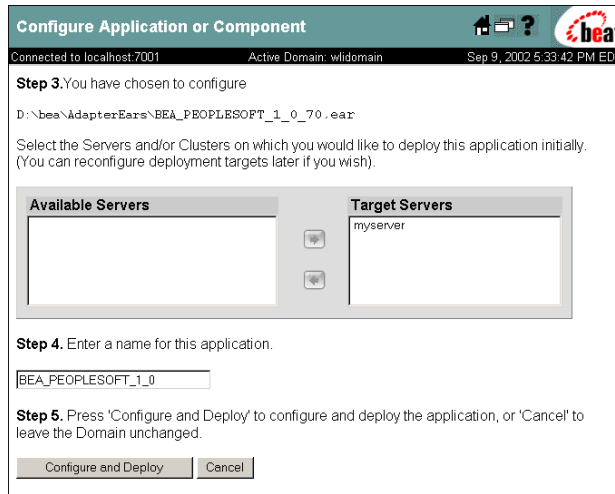 Configure Application or Component
?
bea
Connected to localhost:7001 Active Domain: wlidomain Sep 9, 2002 5:33:42 PM ED
Step 3.You have chosen to configure
D:\bea\AdapterEars\BEA_PEOPLESOFT_1_0_70.ear
Select the Servers and/or Clusters on which you would like to deploy this application initially.
(You can reconfigure deployment targets later if you wish).
Available Servers Target Servers
myserver
Step 4. Enter a name for this application.
BEA_PEOPLESOFT_1_0
Step 5. Press 'Configure and Deploy' to configure and deploy the application, or 'Cancel' to
leave the Domain unchanged.
Configure and Deploy Cancel